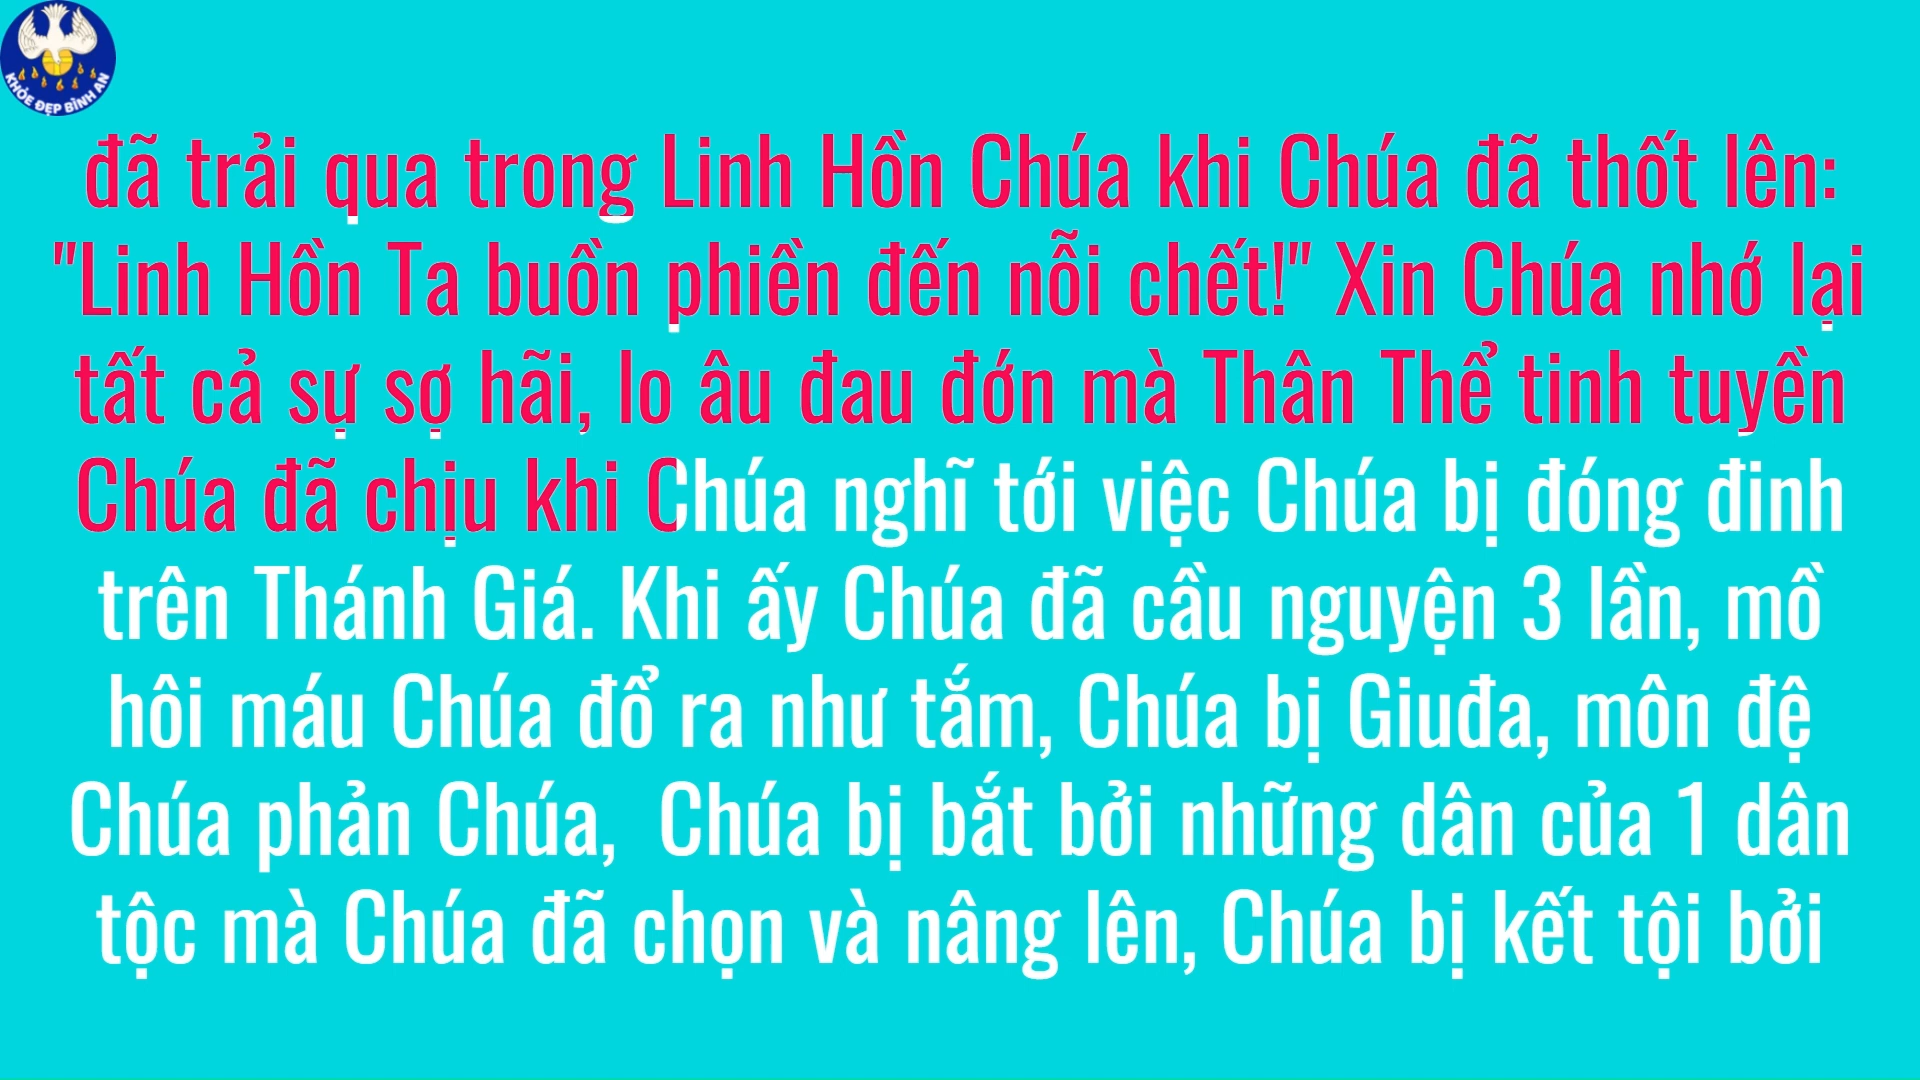 KHỎE ĐẸP BÌNH AN
đã trải qua trong Linh Hồn Chúa khi Chúa đã thốt lên:
"Linh Hồn Ta buồn phiền đến nỗi chết!" Xin Chúa nhớ lại
tất cả sự sợ hãi, lo âu đau đớn mà Thân Thể tinh tuyền
Chúa đã chịu khi Chúa nghĩ tới việc Chúa bị đóng đinh
trên Thánh Giá. Khi ấy Chúa đã cầu nguyện 3 lần, mồ
hôi máu Chúa đổ ra như tắm, Chúa bị Giuđa, môn đệ
Chúa phản Chúa,  Chúa bị bắt bởi những dân của 1 dân
tộc mà Chúa đã chọn và nâng lên, Chúa bị kết tội bởi